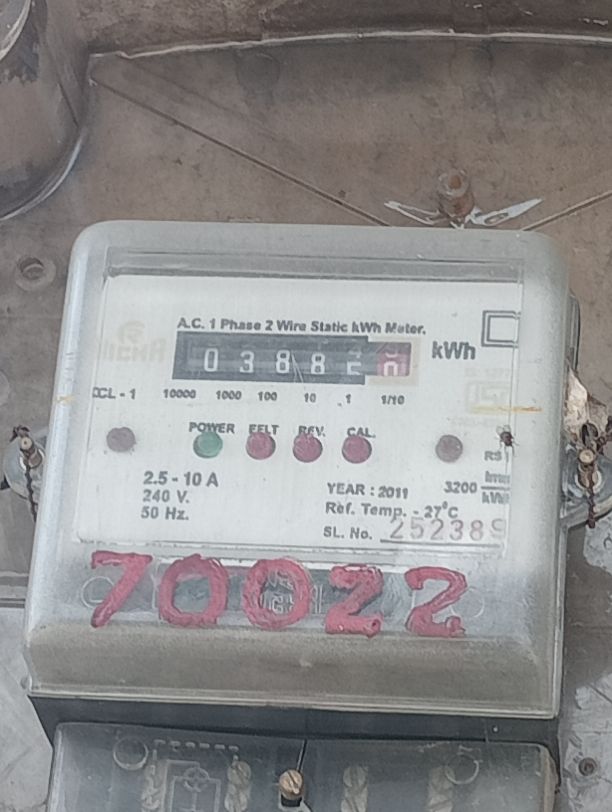 A.C. 1 Phase 2 Wire Static kWh Meter.
0 3 8 8 kWh
CL - 1 10000 1000 100 10 1 1/10
POWER EELT REV. CAL.
2.5 - 10 A
240 V.
50 Hz.
YEAR : 2011 3200
Ref. Temp. - 27°C
SL. No. 252389
70022